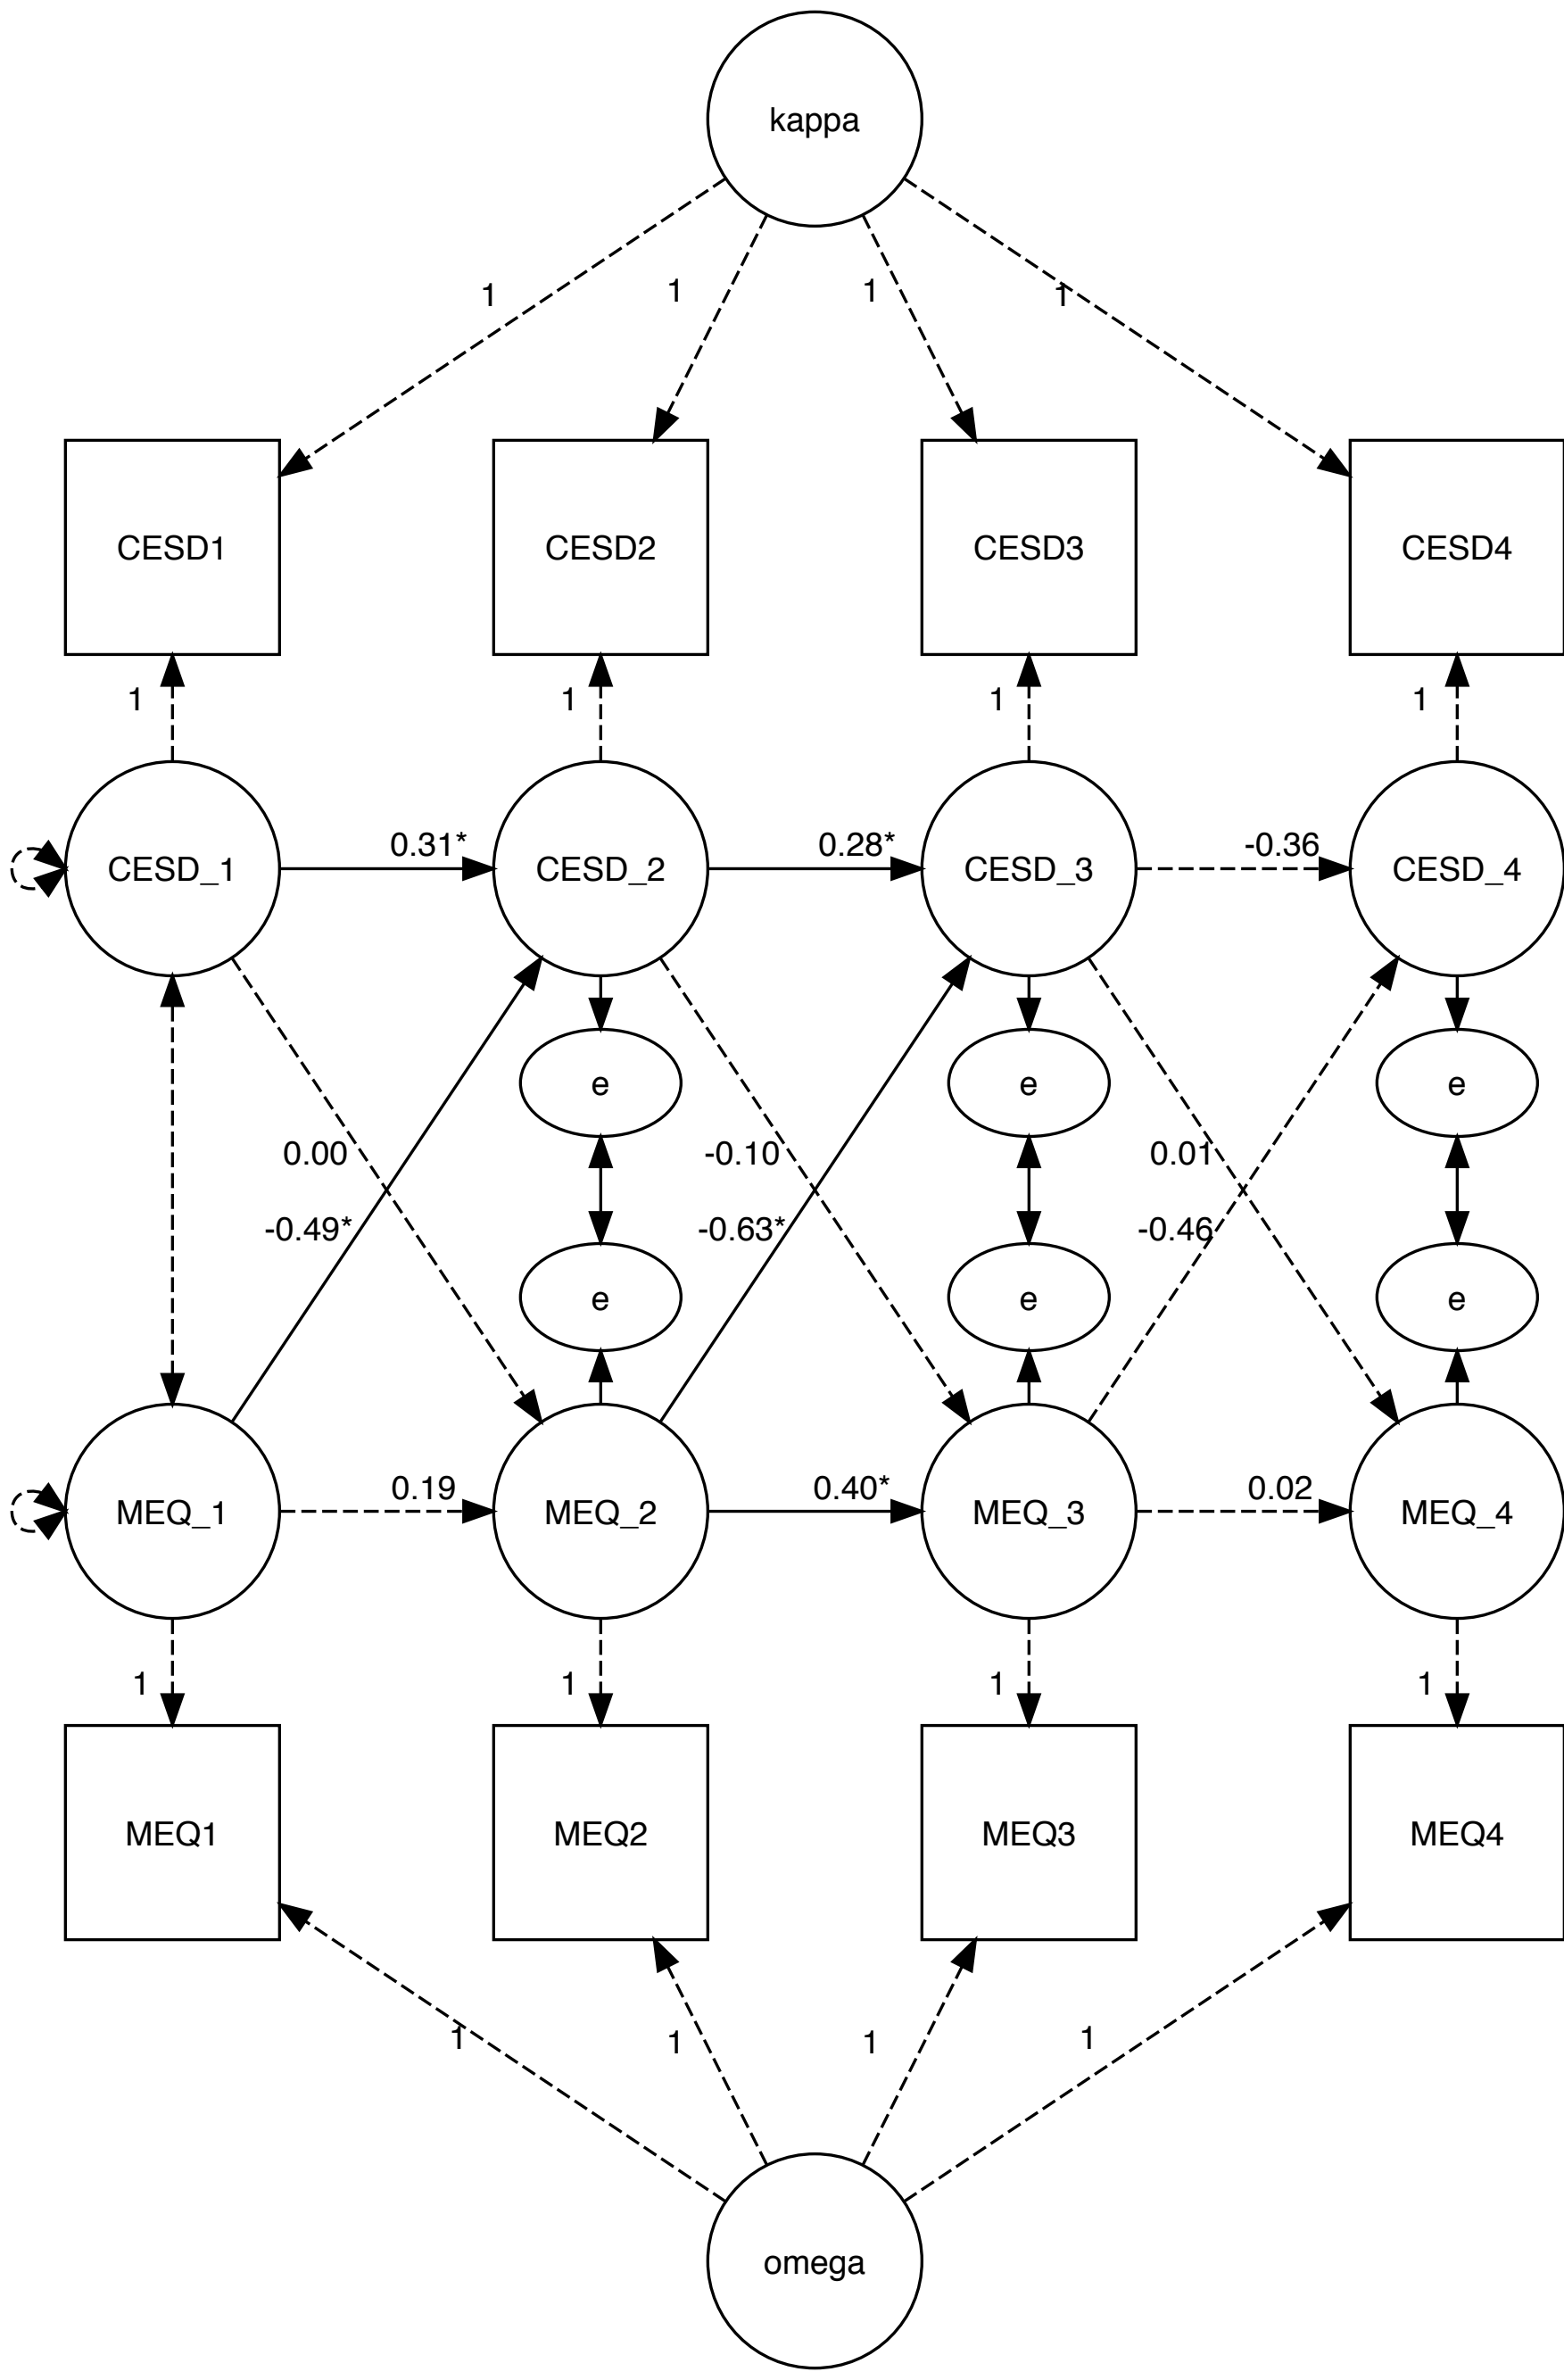 kappa
1 1 1 1
CESD1 CESD2 CESD3 CESD4
1 1 1 1
0.31* 0.28* -0.36
CESD_1 CESD_2 CESD_3 CESD_4
e e e
0.00 -0.10 0.01
-0.49* -0.63* -0.46
e e e
0.19 0.40* 0.02
MEQ_1 MEQ_2 MEQ_3 MEQ_4
1 1 1 1
MEQ1 MEQ2 MEQ3 MEQ4
1 1 1 1
omega